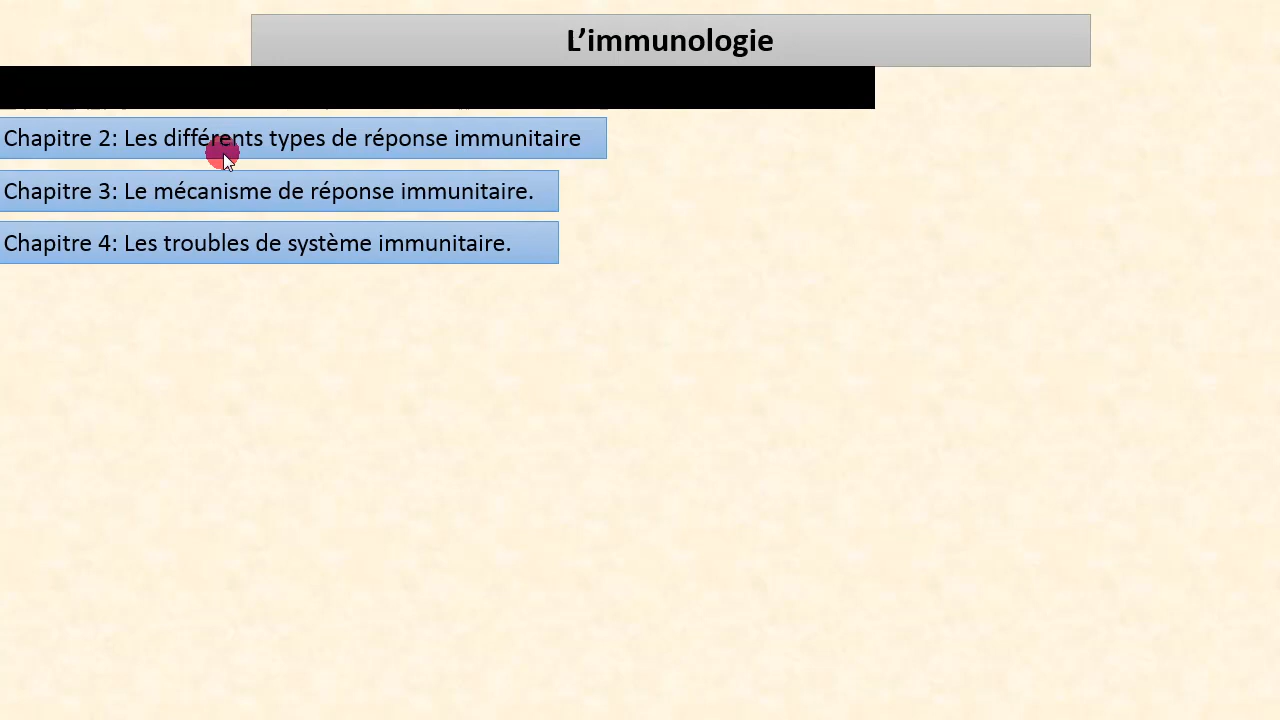 L’immunologie
Chapitre 2: Les différents types de réponse immunitaire
Chapitre 3: Le mécanisme de réponse immunitaire.
Chapitre 4: Les troubles de système immunitaire.